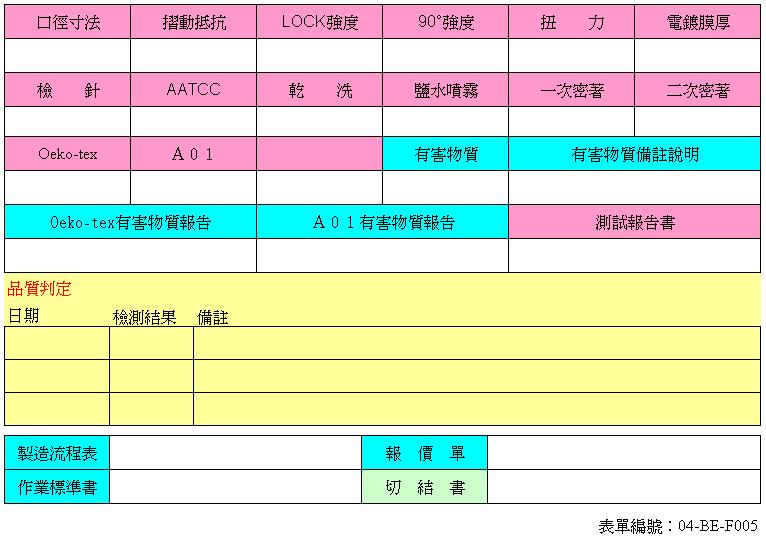 口徑寸法 摺動抵抗 LOCK強度 90°強度 扭 力 電鍍膜厚
檢 針 AATCC 乾 洗 鹽水噴霧 一次密著 二次密著
Oeko-tex Ａ０１ 有害物質 有害物質備註說明
Oeko-tex有害物質報告 Ａ０１有害物質報告 測試報告書
品質判定
日期 檢測結果 備註
製造流程表 報 價 單
作業標準書 切 結 書
表單編號：04-BE-F005